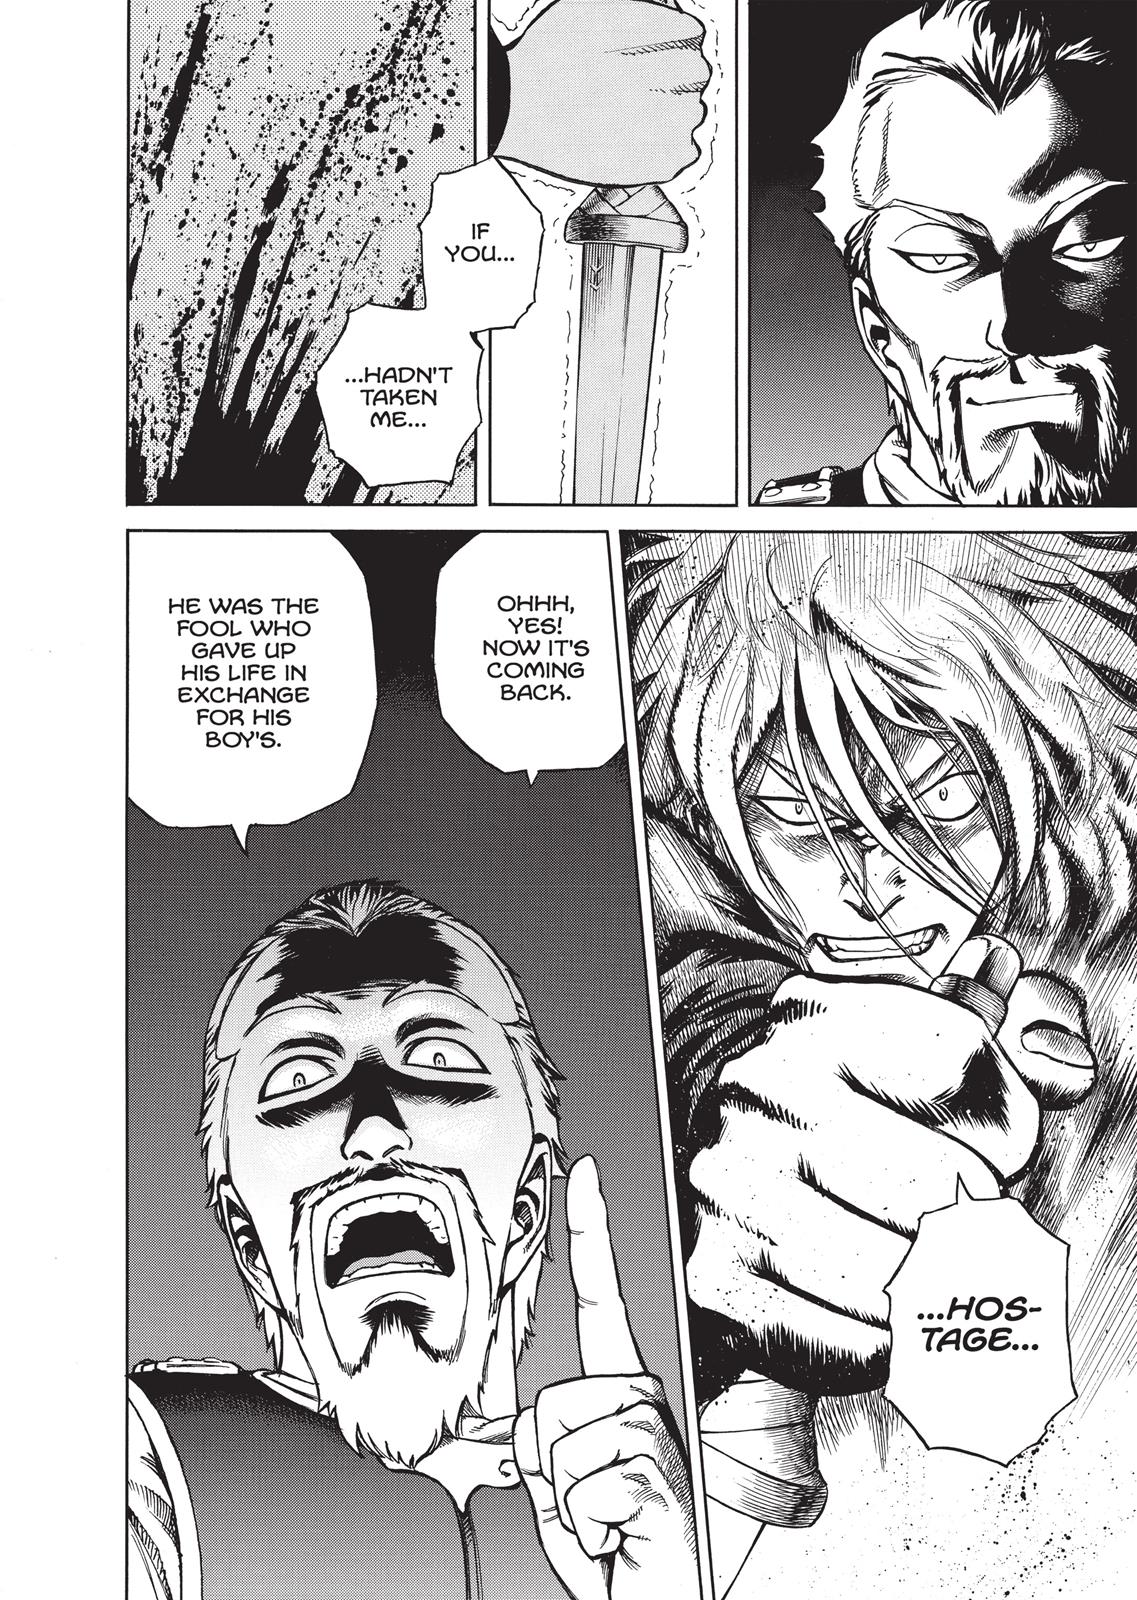 IF
YOU...
...HADN'T
TAKEN
ME...
...HOS-
TAGE...
OHHH,
YES!
NOW IT'S
COMING
BACK.
HE WAS THE
FOOL WHO
GAVE UP
HIS LIFE IN
EXCHANGE
FOR HIS
BOY'S.